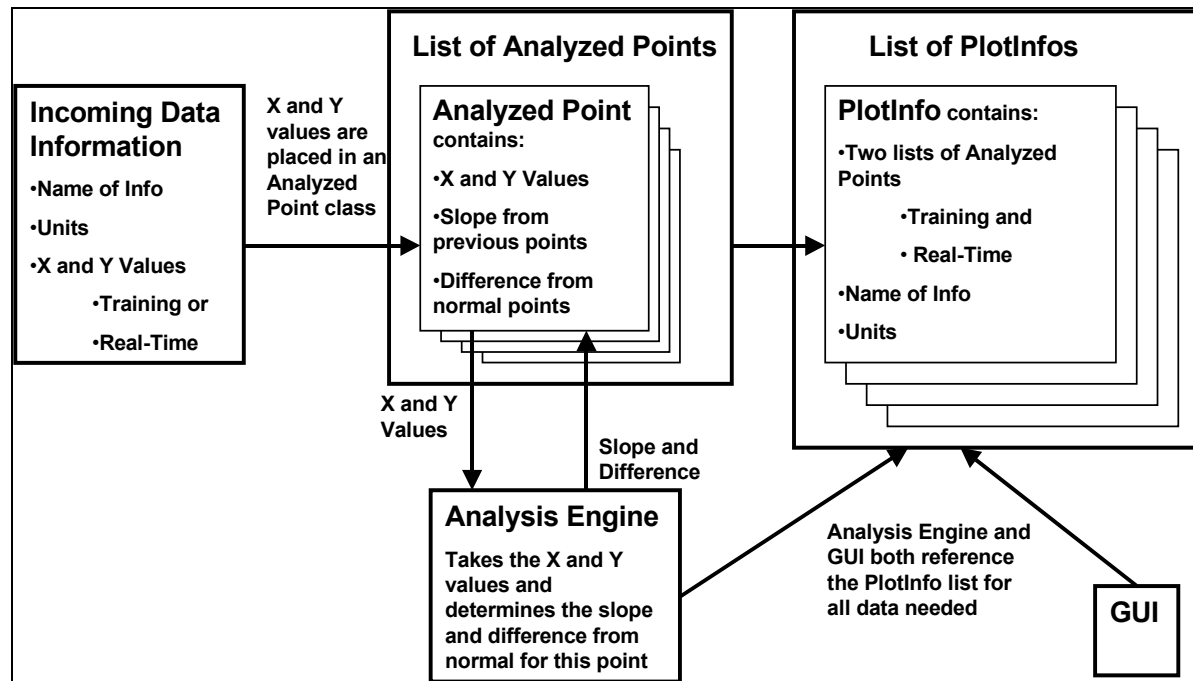 Incoming Data
Information
•Name of Info
•Units
•X and Y Values
•Training or
•Real-Time
X and Y
values are
placed in an
Analyzed
Point class
List of Analyzed Points
Analyzed Point
contains:
•X and Y Values
•Slope from
previous points
•Difference from
normal points
List of PlotInfos
PlotInfo contains:
•Two lists of Analyzed
Points
•Training and
• Real-Time
•Name of Info
•Units
X and Y
Values
Slope and
Difference
Analysis Engine
Takes the X and Y
values and
determines the slope
and difference from
normal for this point
Analysis Engine and
GUI both reference
the PlotInfo list for
all data needed
GUI